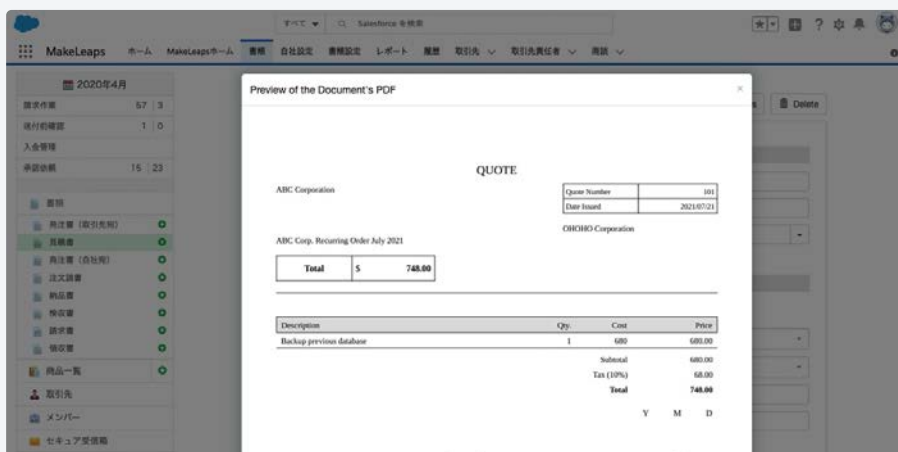 すべて Salesforce を検索
MakeLeaps ホーム MakeLeapsホーム 書類 自社設定 書類設定 レポート 履歴 取引先 取引先責任者 商談
2020年4月
請求作業 57 3
送付前確認 1 0
入金管理
承認依頼 16 23
書類
発注書（取引先宛）
見積書
発注書（自社宛）
注文請書
納品書
検収書
請求書
領収書
商品一覧
取引先
メンバー
セキュア受信箱
Delete
Preview of the Document's PDF
QUOTE
ABC Corporation
Quote Number 101
Date Issued 2021/07/21
OHOHO Corporation
ABC Corp. Recurring Order July 2021
Total $ 748.00
Description Qty. Cost Price
Backup previous database 1 680 680.00
Subtotal 680.00
Tax (10%) 68.00
Total 748.00
Y M D